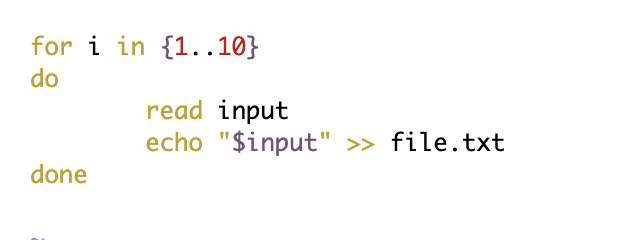 for i in {1..10}
do
        read input
        echo "$input" >> file.txt
done
~